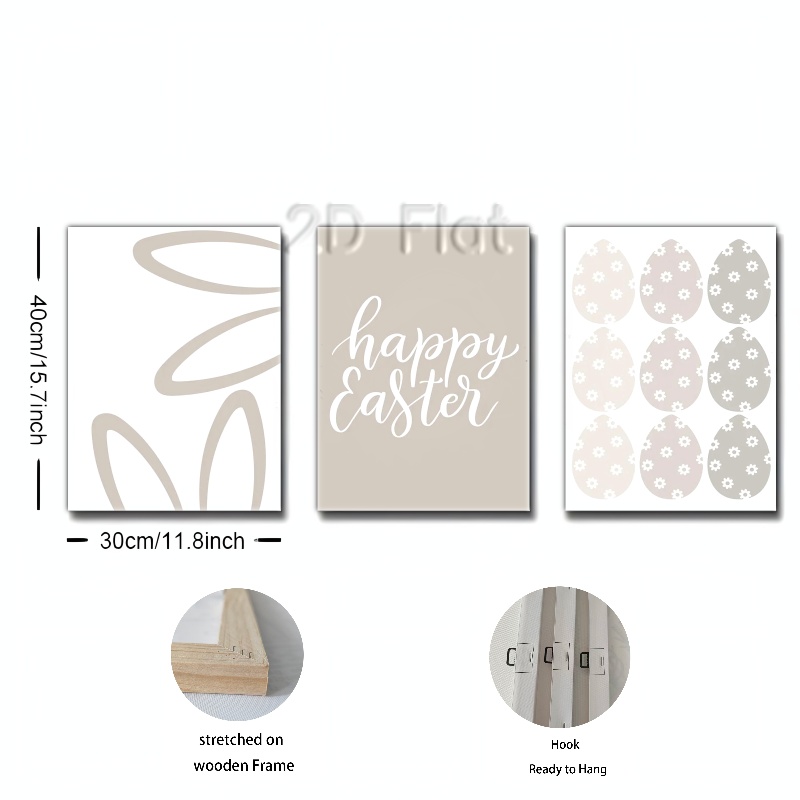 2D Flat
40cm/15.7inch
happy
Easter
30cm/11.8inch
stretched on
wooden Frame
Hook
Ready to Hang